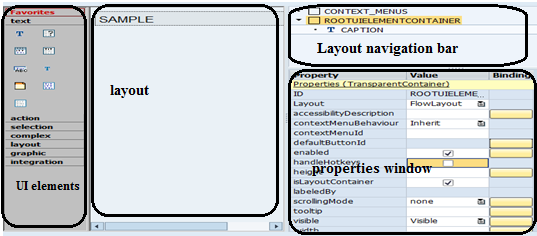 Favorites
text
T
ABC
T
action
selection
complex
layout
graphic
integration
UI elements
SAMPLE
layout
CONTEXT_MENUS
ROOTUIELEMENTCONTAINER
T CAPTION
Layout navigation bar
Property Value Binding
Properties (TransparentContainer)
ID ROOTUIELEME...
Layout FlowLayout
accessibilityDescription
contextMenuBehaviour Inherit
contextMenuId
defaultButtonId
enabled
handleHotkeys
height
properties window
isLayoutContainer
labeledBy
scrollingMode none
tooltip
visible Visible
width